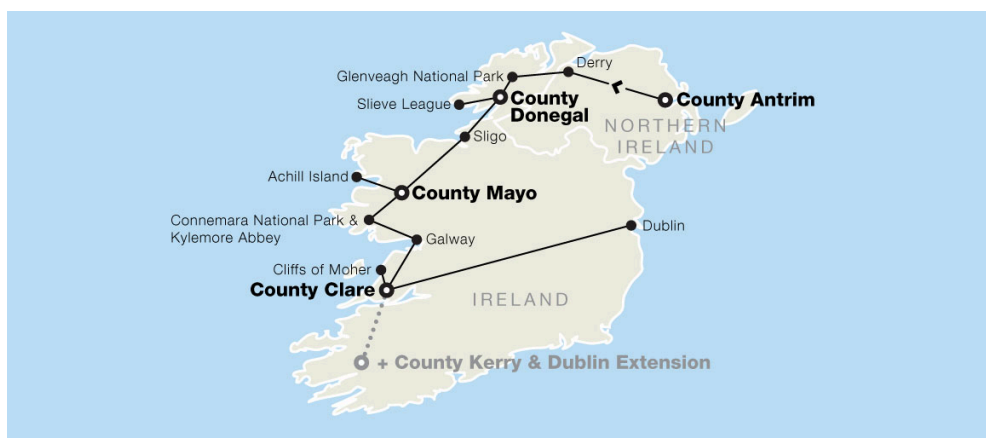 Derry
Glenveagh National Park
Slieve League
County
Donegal
County Antrim
NORTHERN
IRELAND
Sligo
Achill Island
County Mayo
Connemara National Park &
Kylemore Abbey
Galway
Dublin
Cliffs of Moher
County Clare
IRELAND
+ County Kerry & Dublin Extension